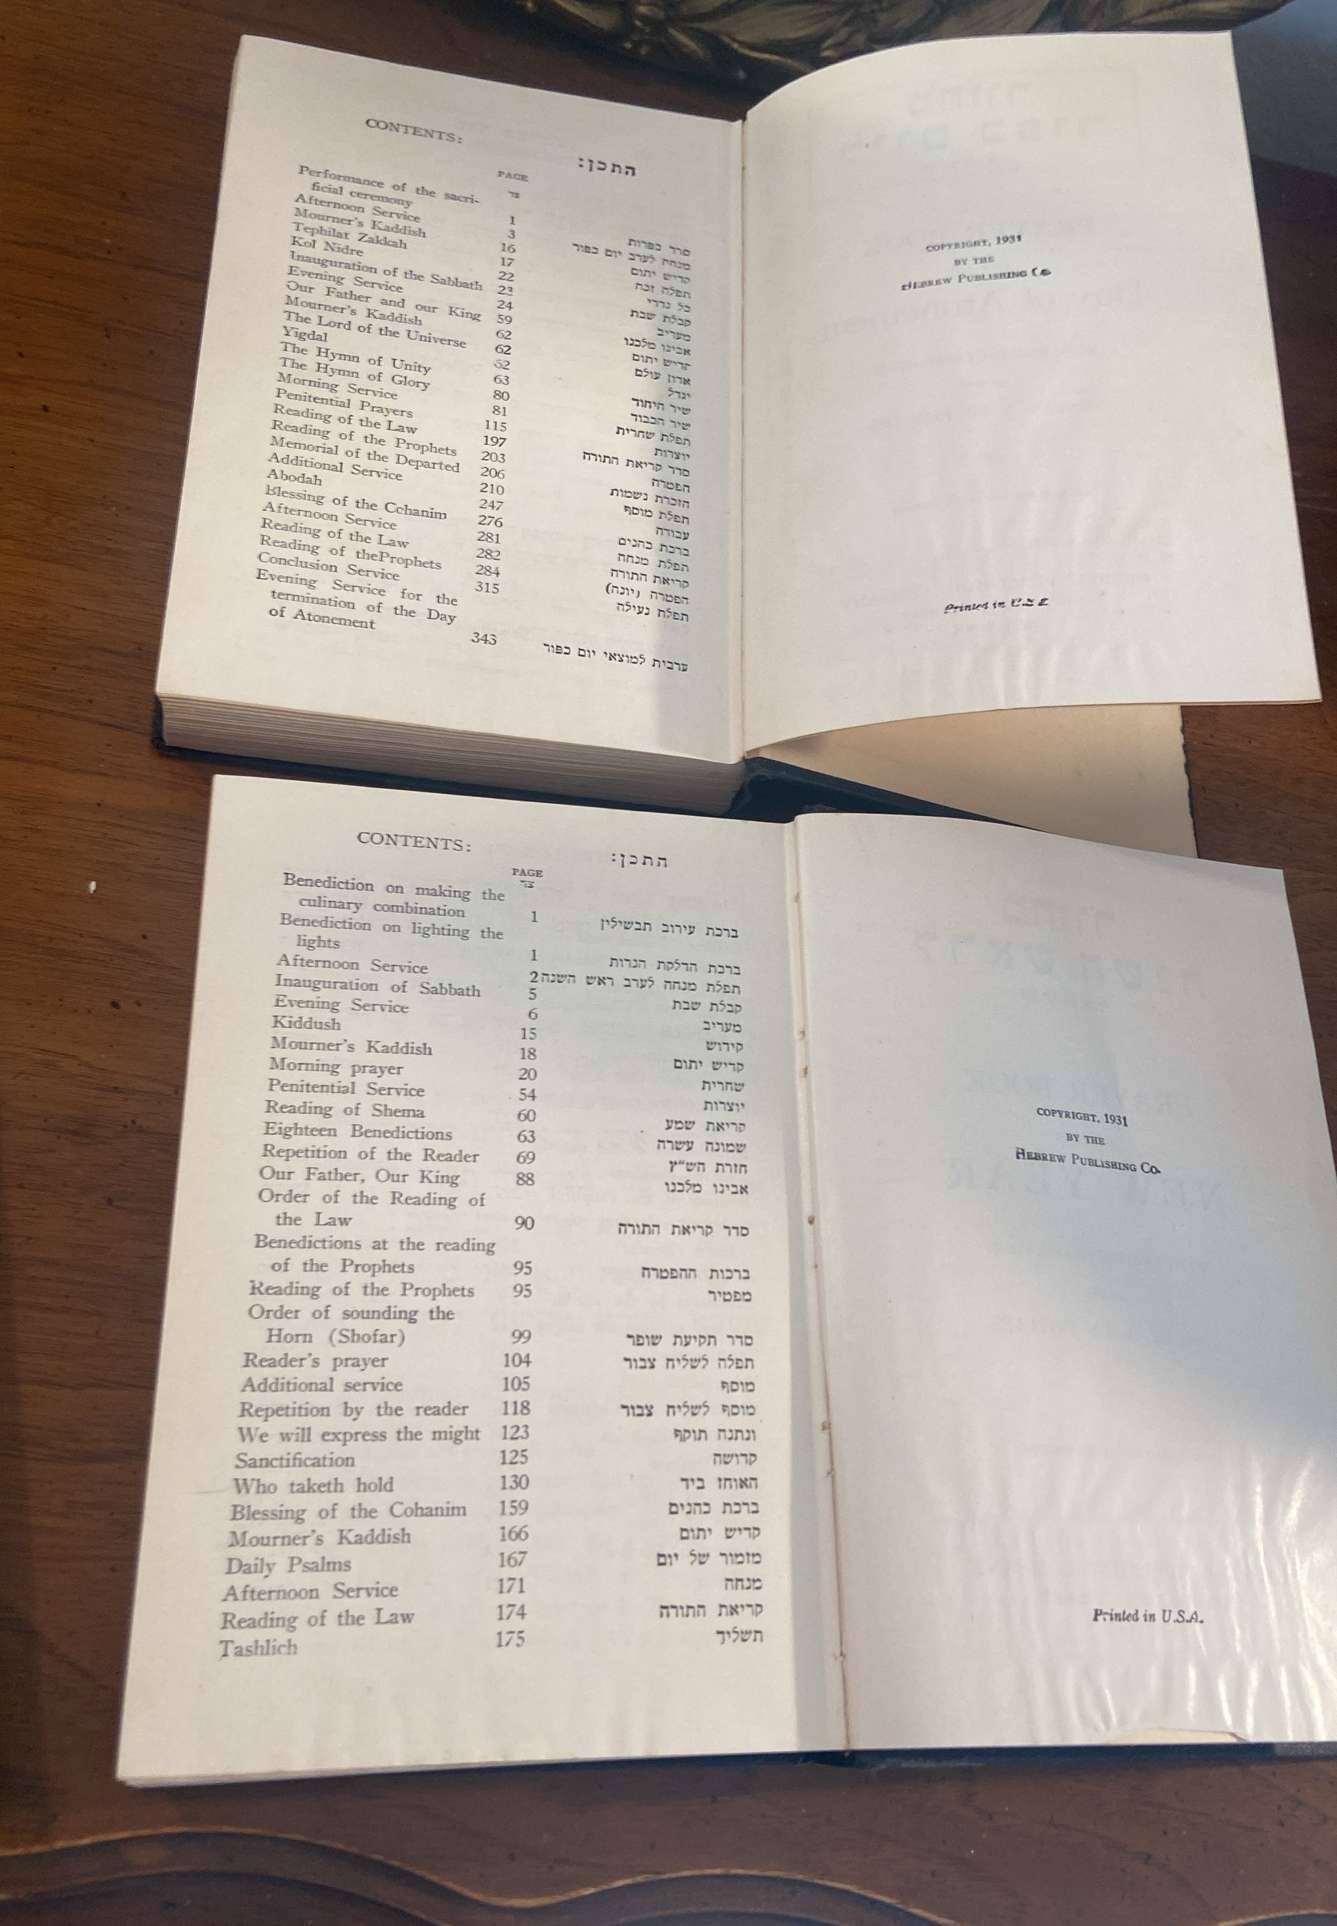 CONTENTS: התכן:
PAGE
צד
Performance of the sacri-
ficial ceremony 1 סדר כפרות
Afternoon Service 3 מנחה לערב יום כפור
Mourner's Kaddish 16 קדיש יתום
Tephilat Zakkah 17 תפלה זכה
Kol Nidre 22 כל נדרי
Inauguration of the Sabbath 23 קבלת שבת
Evening Service 24 מעריב
Our Father and our King 59 אבינו מלכנו
Mourner's Kaddish 62 קדיש יתום
The Lord of the Universe 62 אדון עולם
Yigdal 62 יגדל
The Hymn of Unity 63 שיר היחוד
The Hymn of Glory 80 שיר הכבוד
Morning Service 81 תפלת שחרית
Penitential Prayers 115 יוצרות
Reading of the Law 197 סדר קריאת התורה
Reading of the Prophets 203 הפטרה
Memorial of the Departed 206 הזכרת נשמות
Additional Service 210 תפלת מוסף
Abodah 247 עבודה
Blessing of the Cohanim 276 ברכת כהנים
Afternoon Service 281 תפלת מנחה
Reading of the Law 282 קריאת התורה
Reading of theProphets 284 הפטרה (יונה)
Conclusion Service 315 תפלת נעילה
Evening Service for the
termination of the Day
of Atonement 343 ערבית למוצאי יום כפור
COPYRIGHT, 1931
BY THE
HEBREW PUBLISHING Co
Printed in U S A
CONTENTS: התכן:
PAGE
צד
Benediction on making the
culinary combination 1 ברכת עירוב תבשילין
Benediction on lighting the
lights 1 ברכת הדלקת הנרות
Afternoon Service 2 תפלת מנחה לערב ראש השנה
Inauguration of Sabbath 5 קבלת שבת
Evening Service 6 מעריב
Kiddush 15 קידוש
Mourner's Kaddish 18 קדיש יתום
Morning prayer 20 שחרית
Penitential Service 54 יוצרות
Reading of Shema 60 קריאת שמע
Eighteen Benedictions 63 שמונה עשרה
Repetition of the Reader 69 חזרת הש"ץ
Our Father, Our King 88 אבינו מלכנו
Order of the Reading of
the Law 90 סדר קריאת התורה
Benedictions at the reading
of the Prophets 95 ברכות ההפטרה
Reading of the Prophets 95 מפטיר
Order of sounding the
Horn (Shofar) 99 סדר תקיעת שופר
Reader's prayer 104 תפלה לשליח צבור
Additional service 105 מוסף
Repetition by the reader 118 מוסף לשליח צבור
We will express the might 123 ונתנה תוקף
Sanctification 125 קדושה
Who taketh hold 130 האוחז ביד
Blessing of the Cohanim 159 ברכת כהנים
Mourner's Kaddish 166 קדיש יתום
Daily Psalms 167 מזמור של יום
Afternoon Service 171 מנחה
Reading of the Law 174 קריאת התורה
Tashlich 175 תשליך
COPYRIGHT, 1931
BY THE
HEBREW PUBLISHING Co.
Printed in U.S.A.